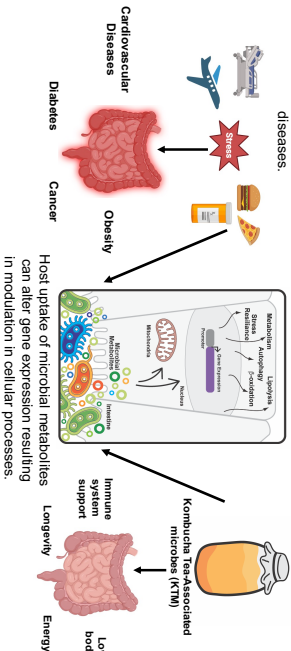 diseases.
Stress
Cardiovascular
Diseases
Obesity
Diabetes
Cancer
Metabolism
Lipolysis
Stress
Resiliance
Autophagy
β-oxidation
Gene Expression
Promoter
Nucleus
Mitochondria
Microbial
Metabolites
Intestine
Host uptake of microbial metabolites
can alter gene expression resulting
in modulation in cellular processes.
Kombucha Tea-Associated
microbes (KTM)
Immune
system
support
Longevity
Energy